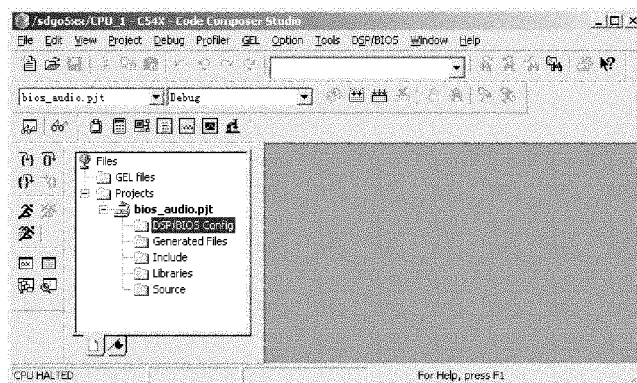 /sdgo5xx/CPU_1 - C54X - Code Composer Studio
File Edit View Project Debug Profiler GEL Option Tools DSP/BIOS Window Help
bios_audio.pjt Debug
Files
GEL files
Projects
bios_audio.pjt
DSP/BIOS Config
Generated Files
Include
Libraries
Source
CPU HALTED
For Help, press F1